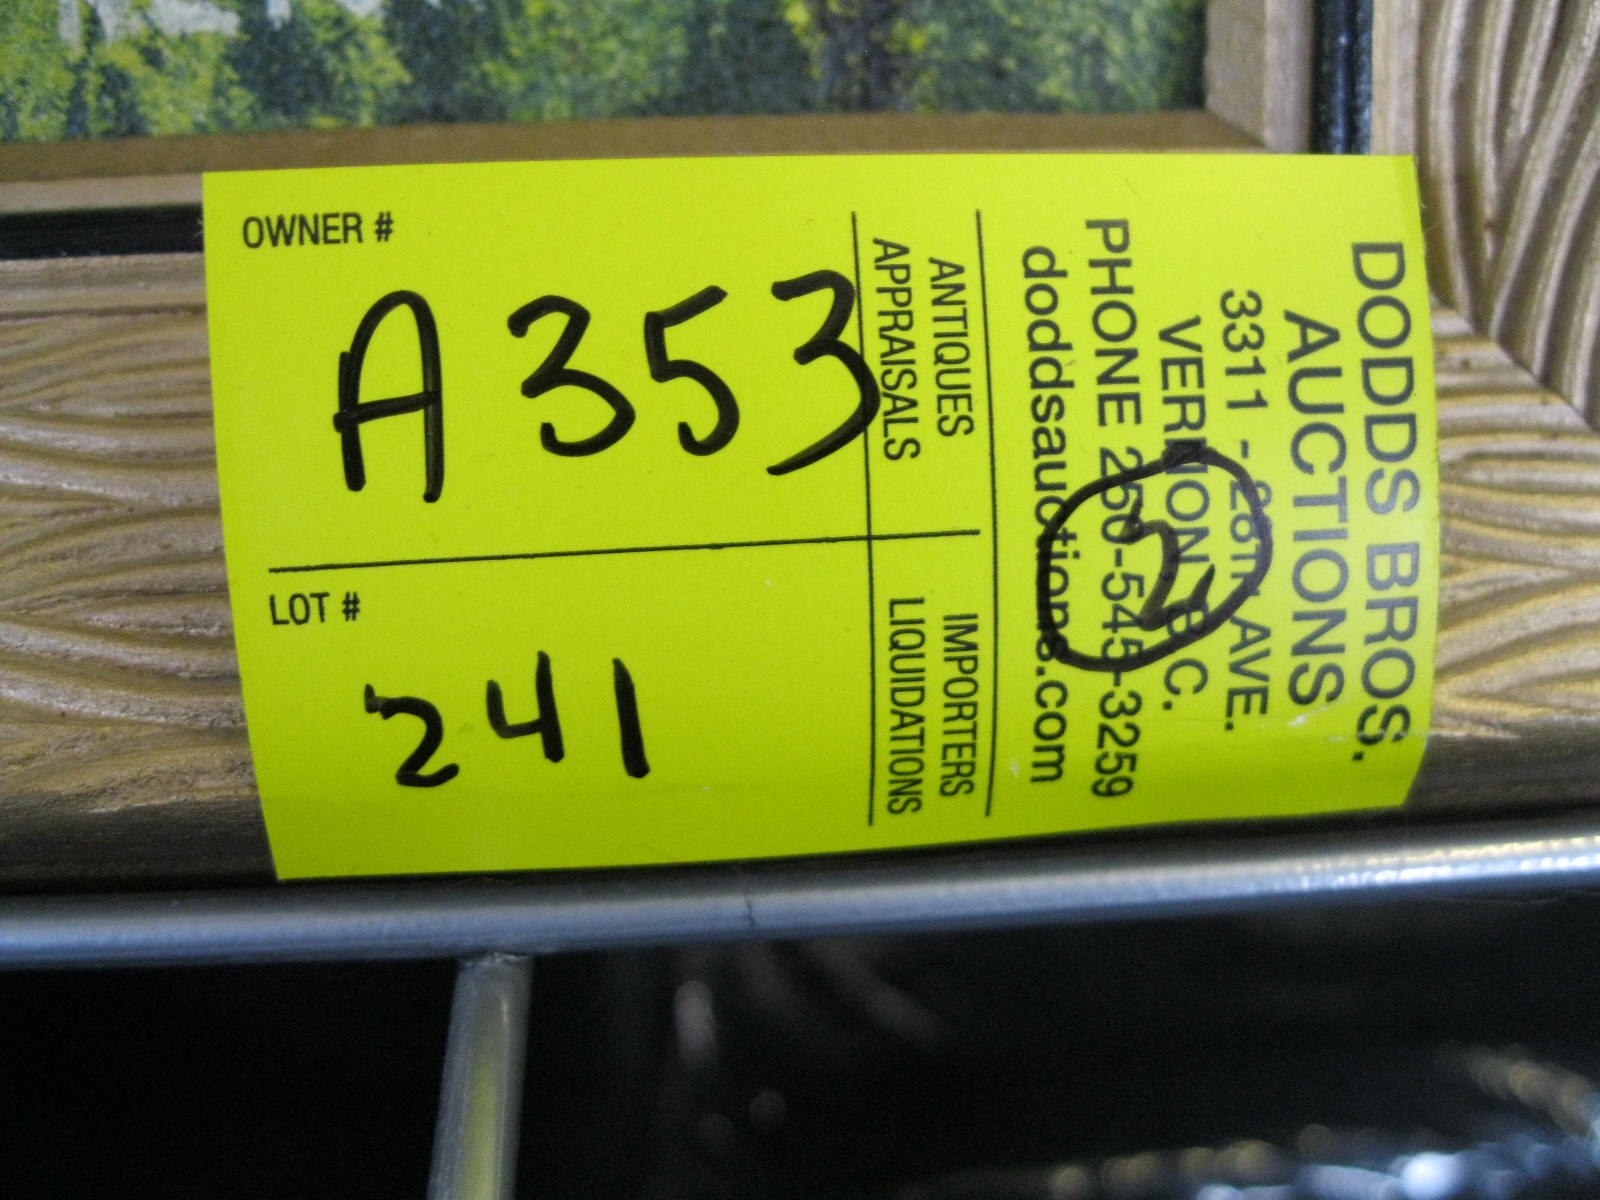 OWNER #
A 353
LOT #
241
ANTIQUES
APPRAISALS
IMPORTERS
LIQUIDATIONS
DODDS BROS.
AUCTIONS
3311 - 28TH AVE.
VERNON, B.C.
PHONE 250-545-3259
doddsauctions.com
2